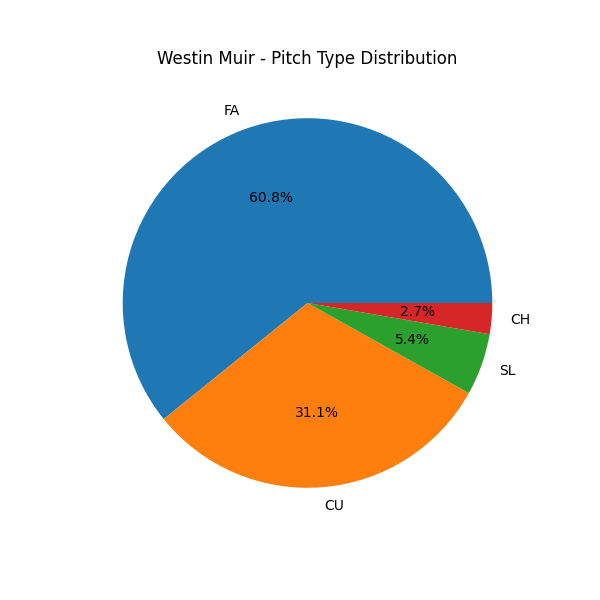 Westin Muir - Pitch Type Distribution
FA
60.8%
2.7%
CH
5.4%
SL
31.1%
CU